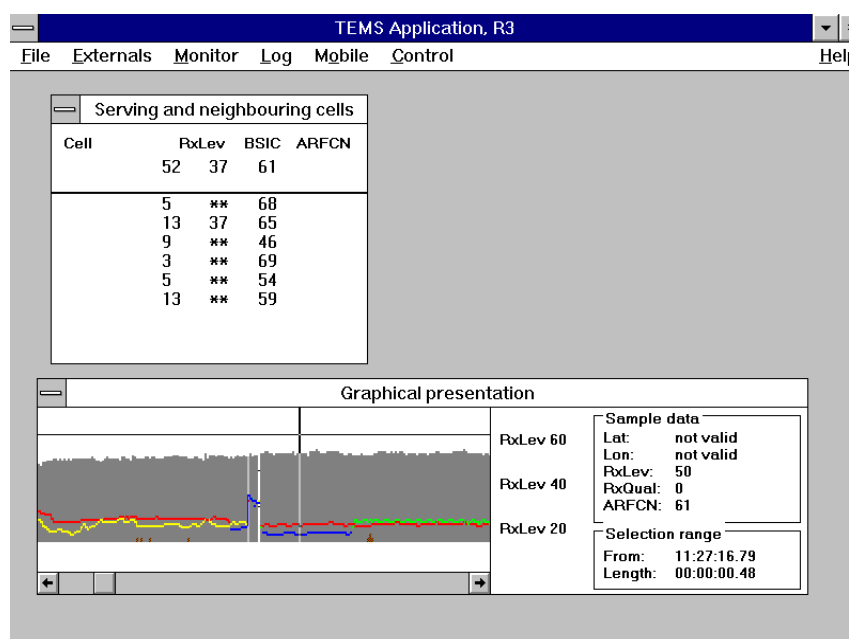 TEMS Application, R3
File Externals Monitor Log Mobile Control Help
Serving and neighbouring cells
Cell RxLev BSIC ARFCN
52 37 61
5 ** 68
13 37 65
9 ** 46
3 ** 69
5 ** 54
13 ** 59
Graphical presentation
RxLev 60
RxLev 40
RxLev 20
Sample data
Lat: not valid
Lon: not valid
RxLev: 50
RxQual: 0
ARFCN: 61
Selection range
From: 11:27:16.79
Length: 00:00:00.48